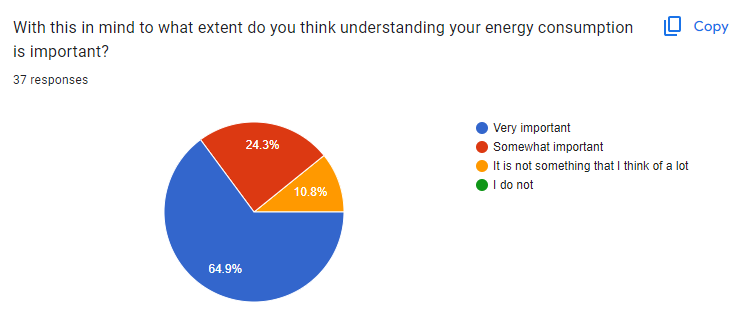 With this in mind to what extent do you think understanding your energy consumption
is important?
Copy
37 responses
Very important
Somewhat important
It is not something that I think of a lot
I do not
24.3%
10.8%
64.9%